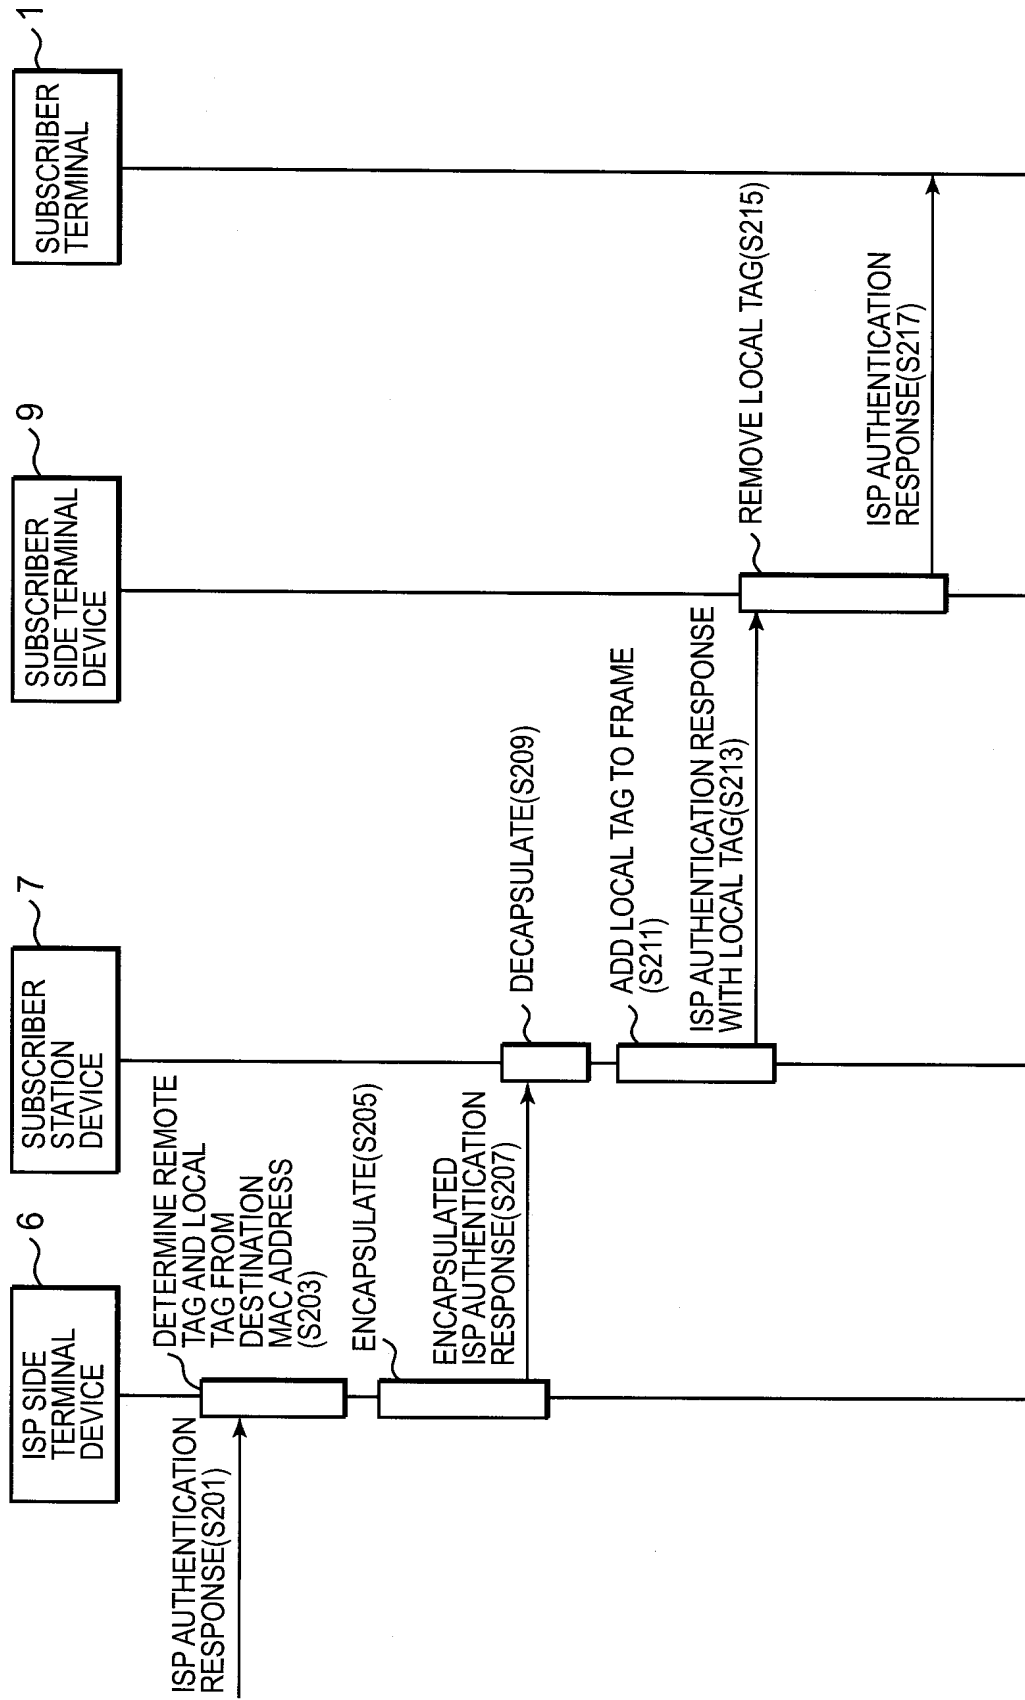 ISP SIDE
TERMINAL
DEVICE
6
SUBSCRIBER
STATION
DEVICE
7
SUBSCRIBER
SIDE TERMINAL
DEVICE
9
SUBSCRIBER
TERMINAL
1
ISP AUTHENTICATION
RESPONSE(S201)
DETERMINE REMOTE
TAG AND LOCAL
TAG FROM
DESTINATION
MAC ADDRESS
(S203)
ENCAPSULATE(S205)
ENCAPSULATED
ISP AUTHENTICATION
RESPONSE(S207)
DECAPSULATE(S209)
ADD LOCAL TAG TO FRAME
(S211)
ISP AUTHENTICATION RESPONSE
WITH LOCAL TAG(S213)
REMOVE LOCAL TAG(S215)
ISP AUTHENTICATION
RESPONSE(S217)